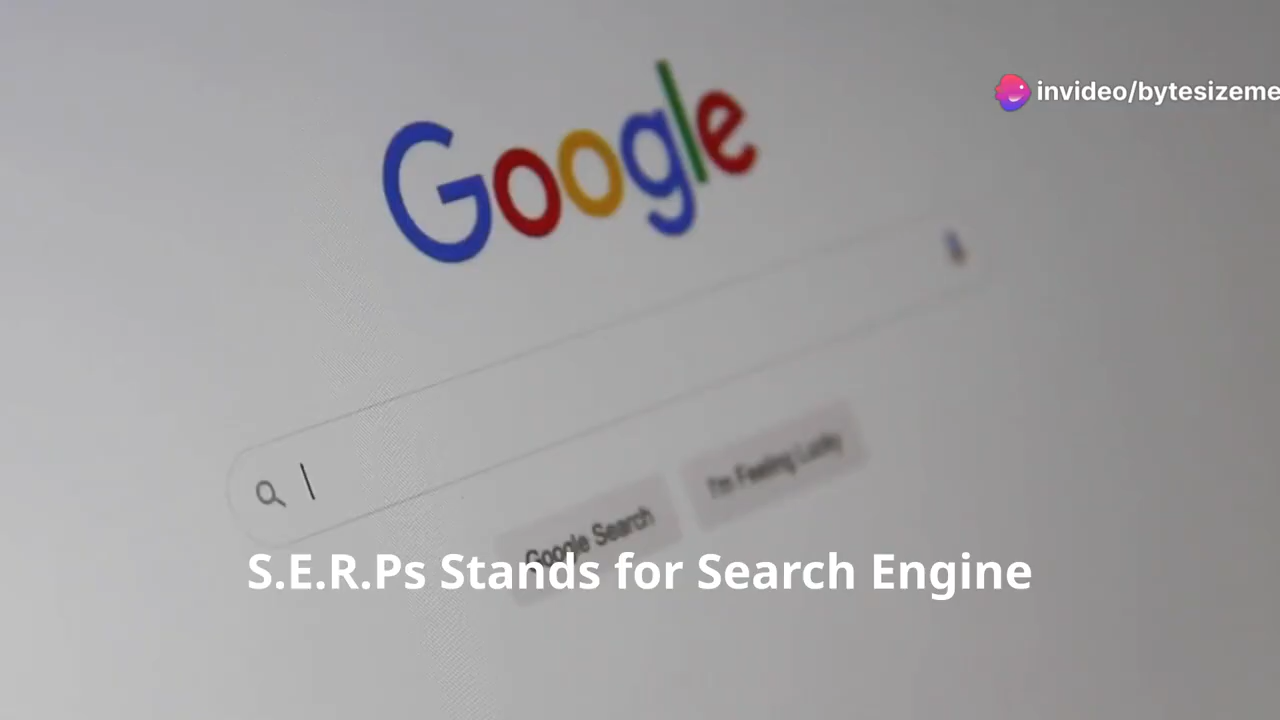 Google
invideo/bytesizeme
Google Search
I'm Feeling Lucky
S.E.R.Ps Stands for Search Engine